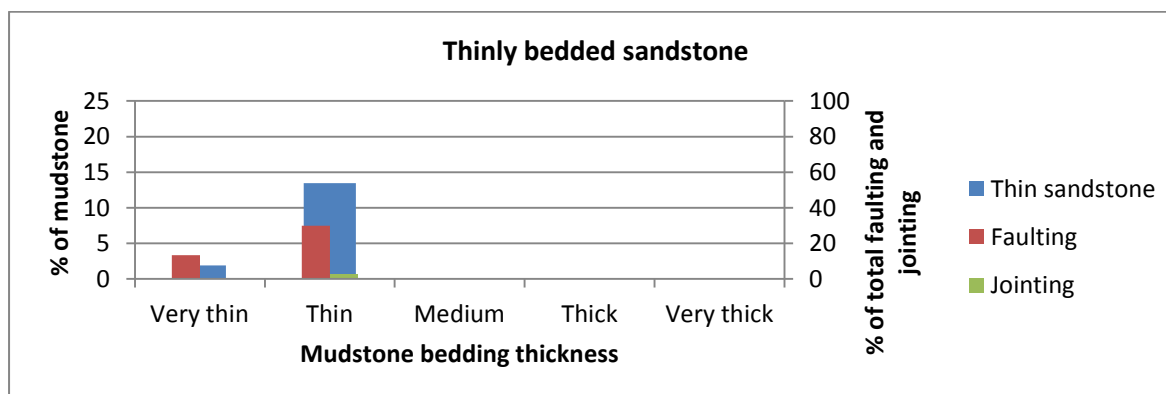 Thinly bedded sandstone
% of mudstone
25
20
15
10
5
0
100
80
60
40
20
0
% of total faulting and
jointing
Very thin Thin Medium Thick Very thick
Mudstone bedding thickness
Thin sandstone
Faulting
Jointing